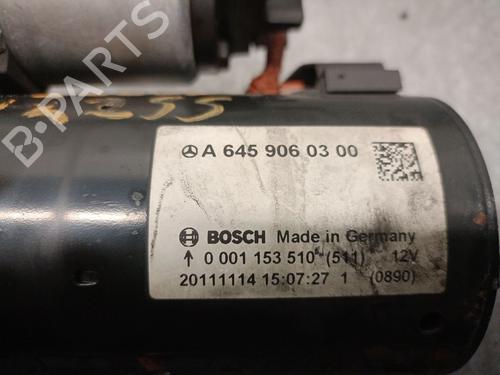 A 645 906 03 00
BOSCH Made in Germany
0 001 153 510 (511) 12V
20111114 15:07:27 1 (0890)